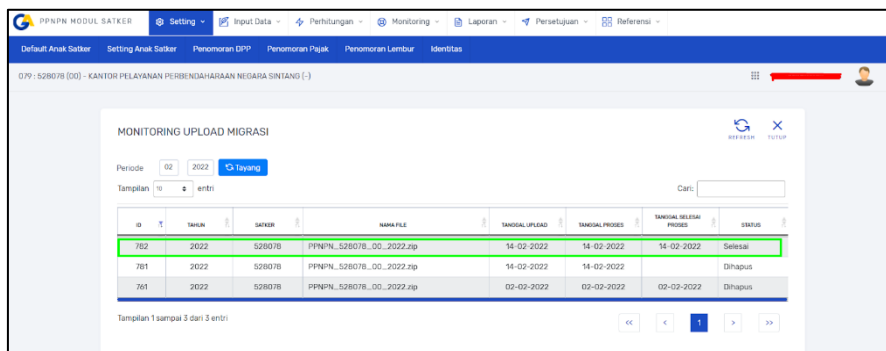 PPNPN MODUL SATKER Setting Input Data Perhitungan Monitoring Laporan Persetujuan Referensi
Default Anak Satker Setting Anak Satker Penomoran DPP Penomoran Pajak Penomoran Lembur Identitas
079 : 528078 (00) - KANTOR PELAYANAN PERBENDAHARAAN NEGARA SINTANG (-)
MONITORING UPLOAD MIGRASI REFRESH TUTUP
Periode 02 2022 Tayang
Tampilan 10 entri Cari:
ID TAHUN SATKER NAMA FILE TANGGAL UPLOAD TANGGAL PROSES TANGGAL SELESAI PROSES STATUS
782 2022 528078 PPNPN_528078_00_2022.zip 14-02-2022 14-02-2022 14-02-2022 Selesai
781 2022 528078 PPNPN_528078_00_2022.zip 14-02-2022 14-02-2022 Dihapus
761 2022 528078 PPNPN_528078_00_2022.zip 02-02-2022 02-02-2022 02-02-2022 Dihapus
Tampilan 1 sampai 3 dari 3 entri << < 1 > >>